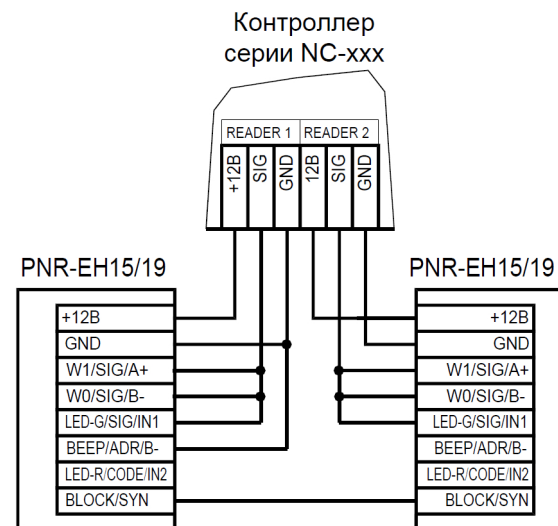 Контроллер
серии NC-xxx
READER 1 READER 2
+12В SIG GND 12В SIG GND
PNR-EH15/19
+12В
GND
W1/SIG/A+
W0/SIG/B-
LED-G/SIG/IN1
BEEP/ADR/B-
LED-R/CODE/IN2
BLOCK/SYN
PNR-EH15/19
+12В
GND
W1/SIG/A+
W0/SIG/B-
LED-G/SIG/IN1
BEEP/ADR/B-
LED-R/CODE/IN2
BLOCK/SYN